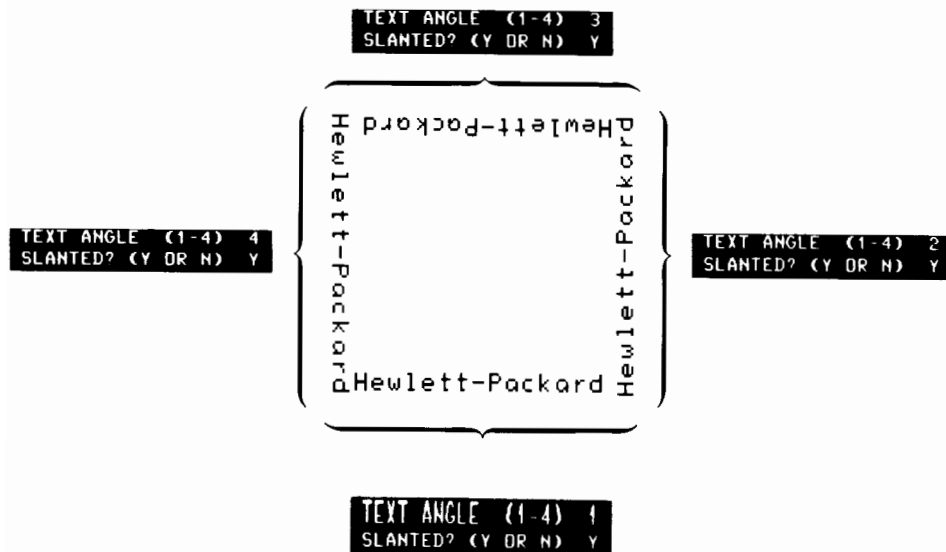 TEXT ANGLE (1-4) 3
SLANTED? (Y OR N) Y
Hewlett-Packard
Hewlett-Packard
Hewlett-Packard
TEXT ANGLE (1-4) 4
SLANTED? (Y OR N) Y
TEXT ANGLE (1-4) 2
SLANTED? (Y OR N) Y
Hewlett-Packard
TEXT ANGLE (1-4) 1
SLANTED? (Y OR N) Y